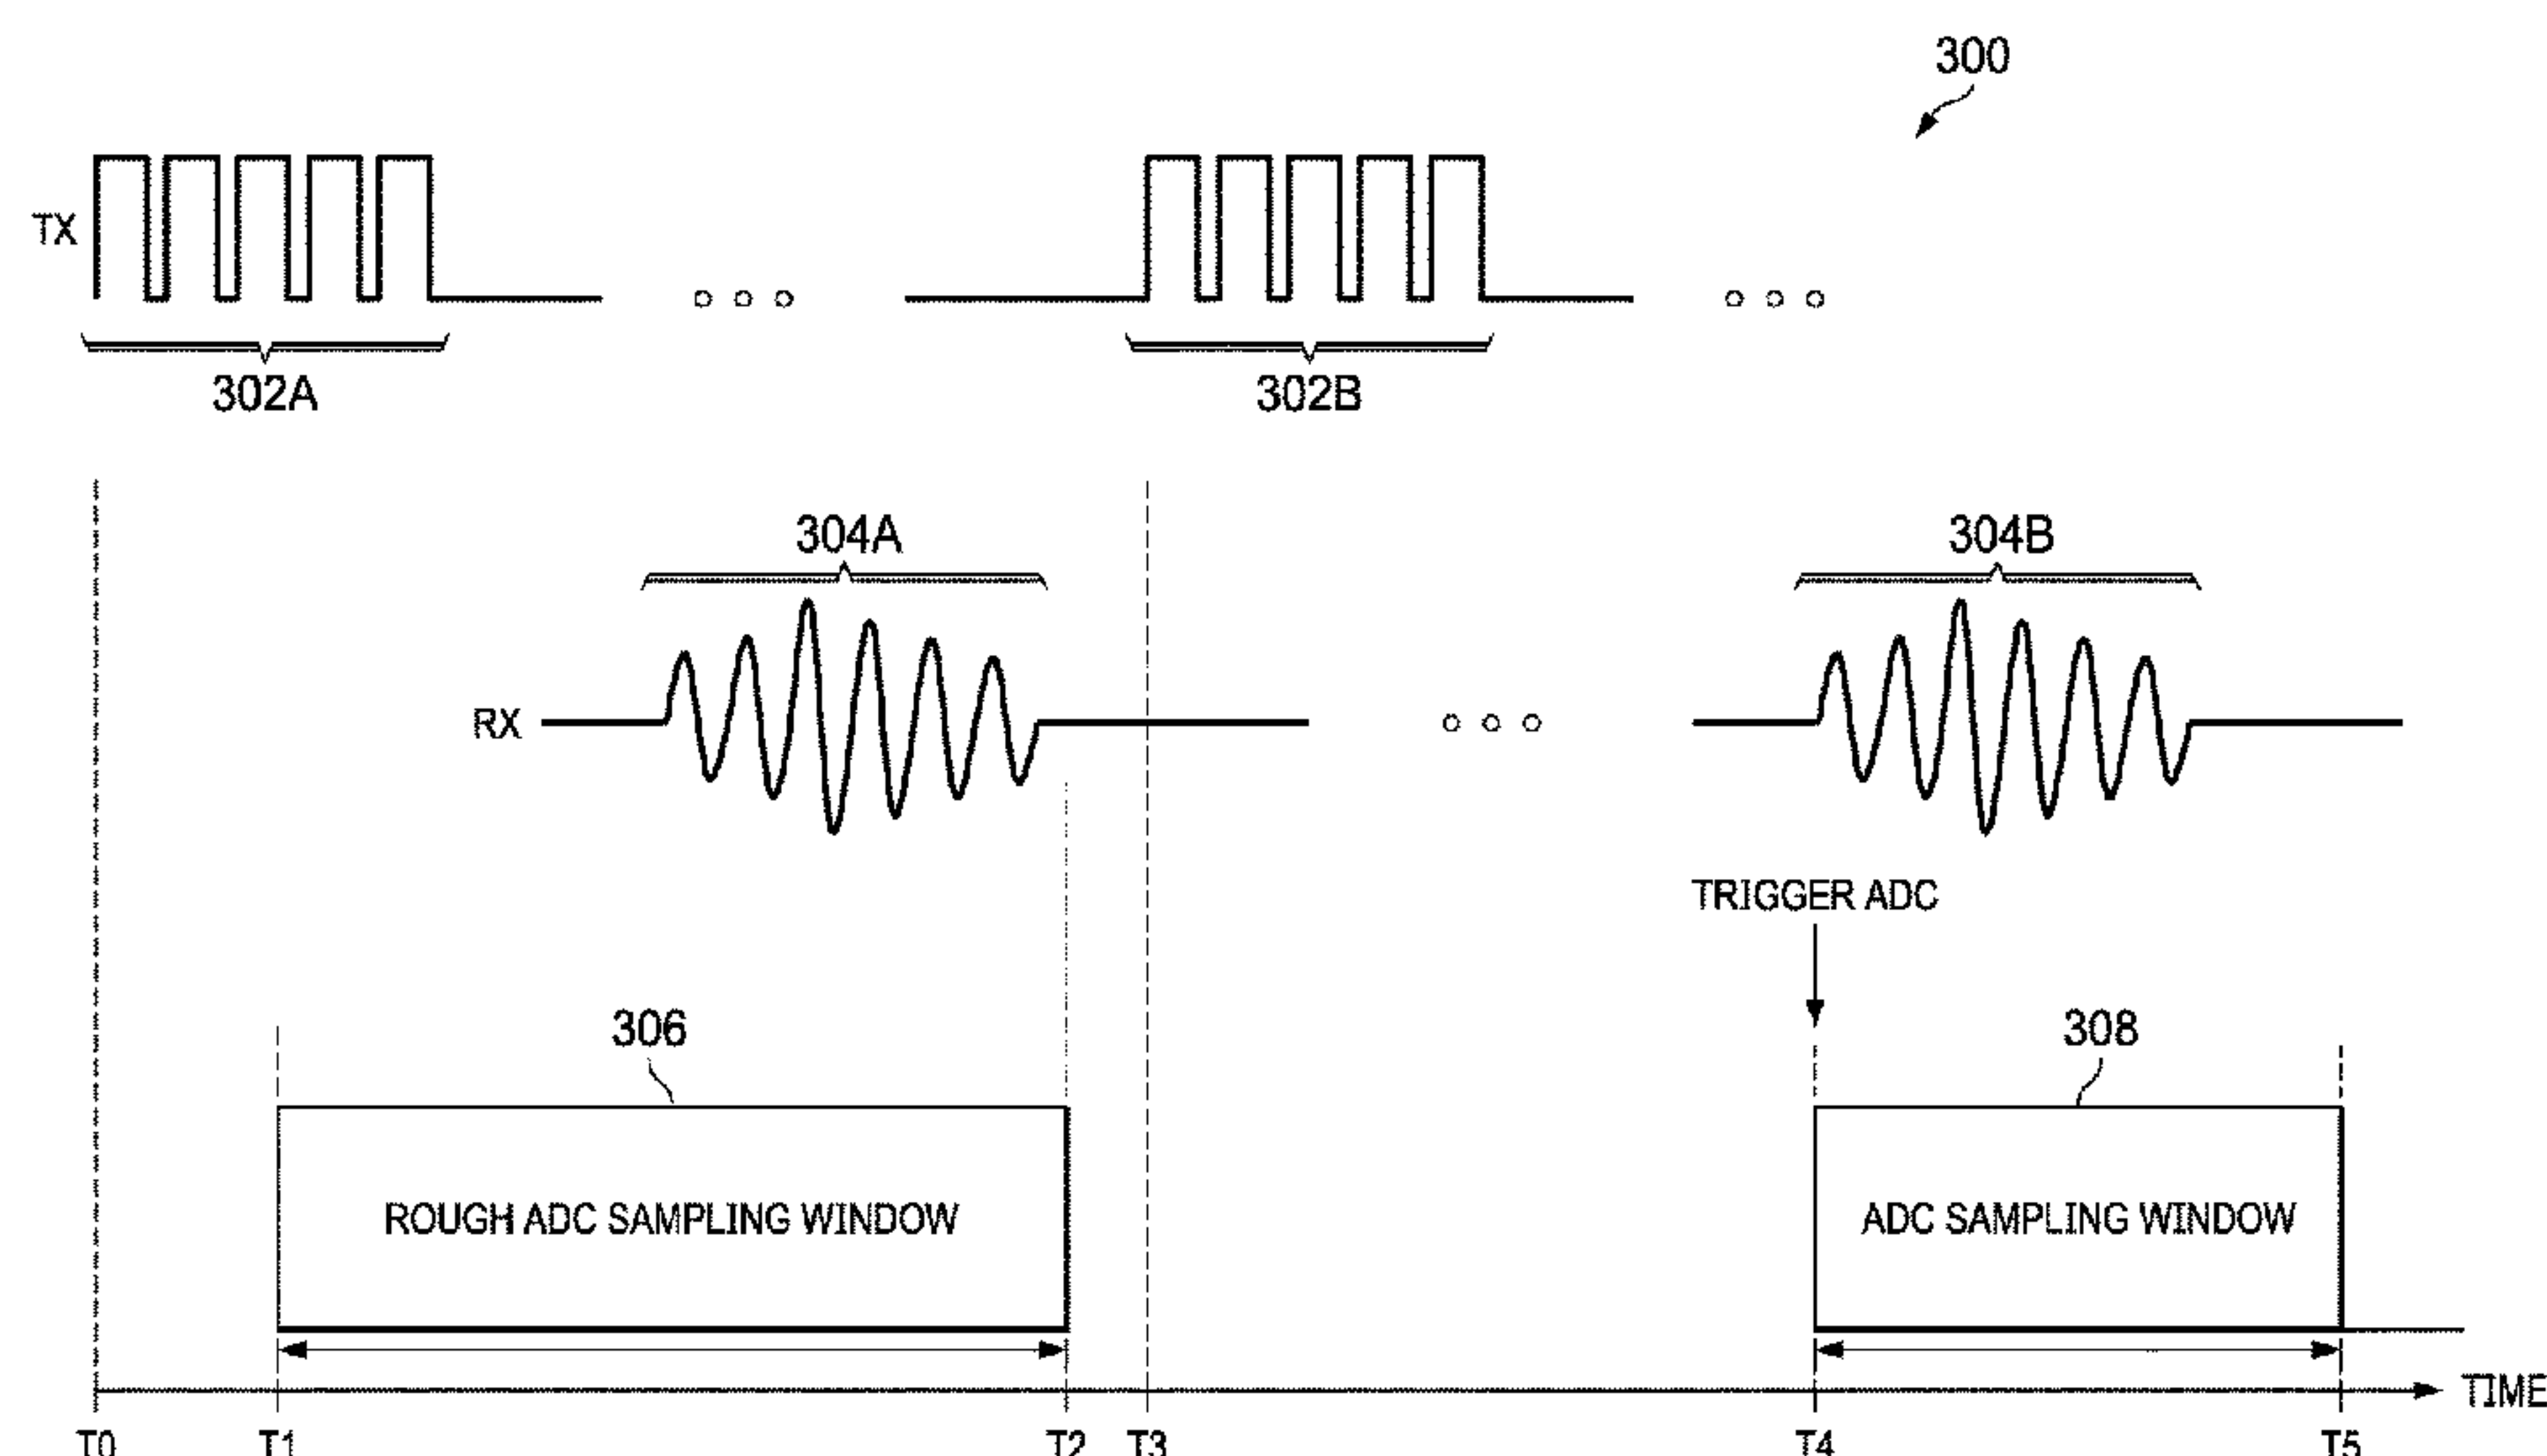 300
TX
302A
302B
304A
304B
RX
TRIGGER ADC
306
308
ROUGH ADC SAMPLING WINDOW
ADC SAMPLING WINDOW
TIME
T0 T1 T2 T3 T4 T5